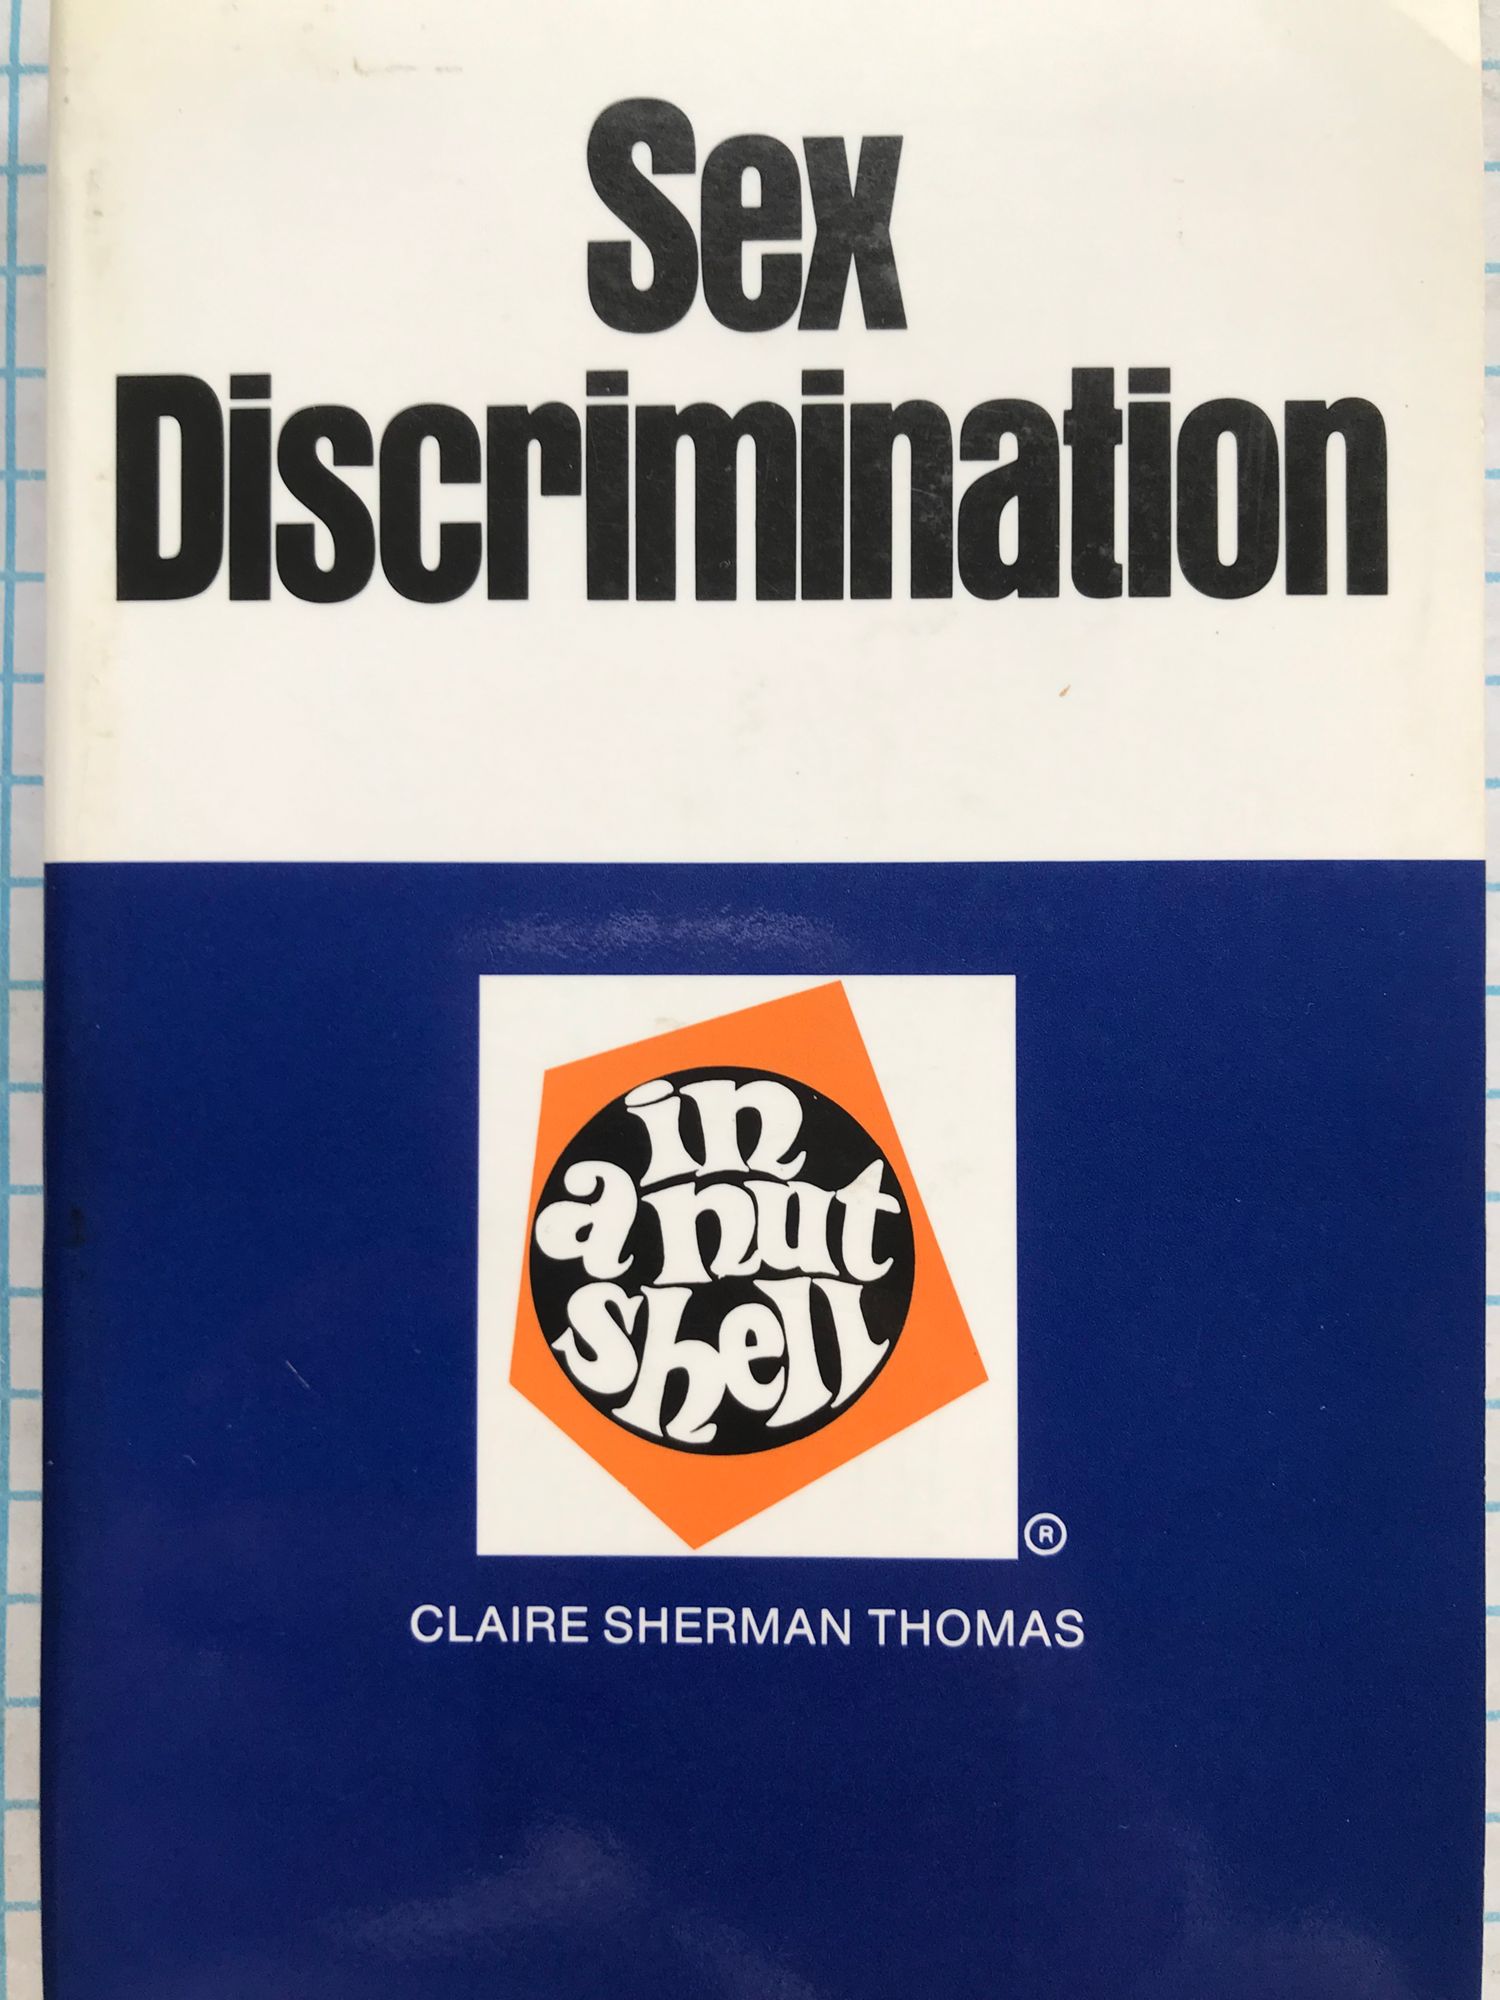 Sex
Discrimination
in
a nut
shell
®
CLAIRE SHERMAN THOMAS